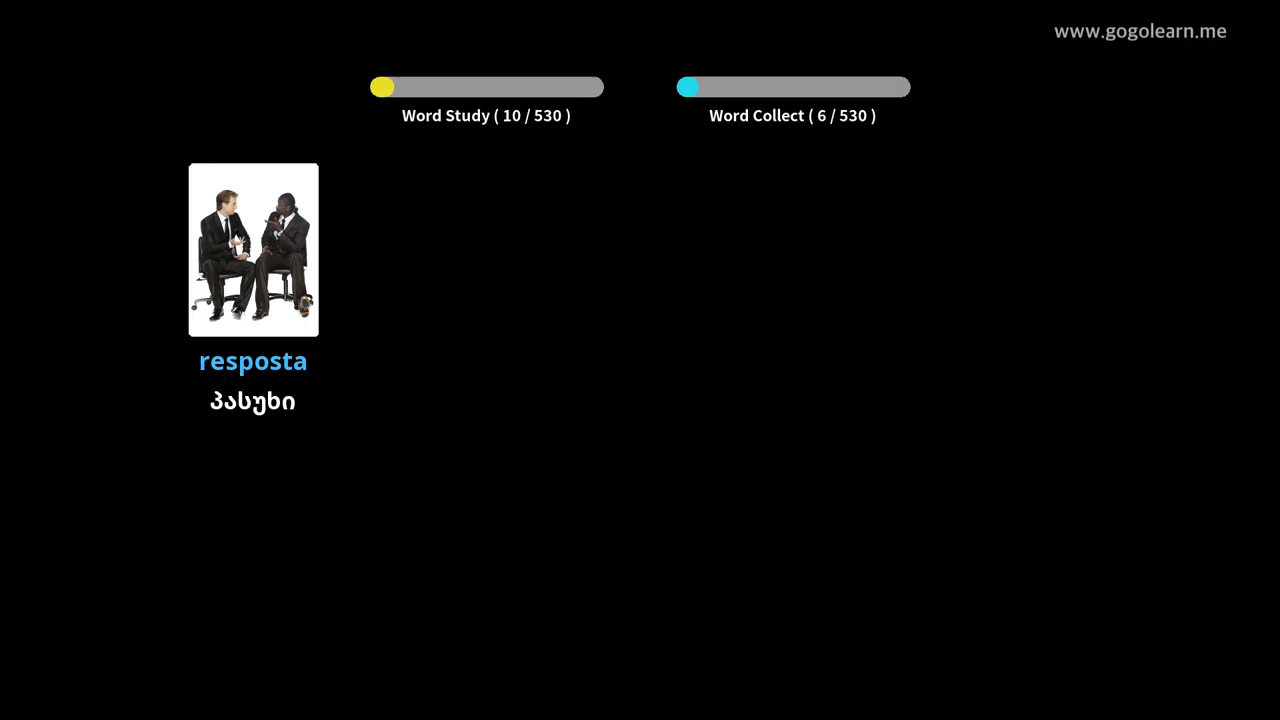 www.gogolearn.me
Word Study ( 10 / 530 )
Word Collect ( 6 / 530 )
resposta
პასუხი